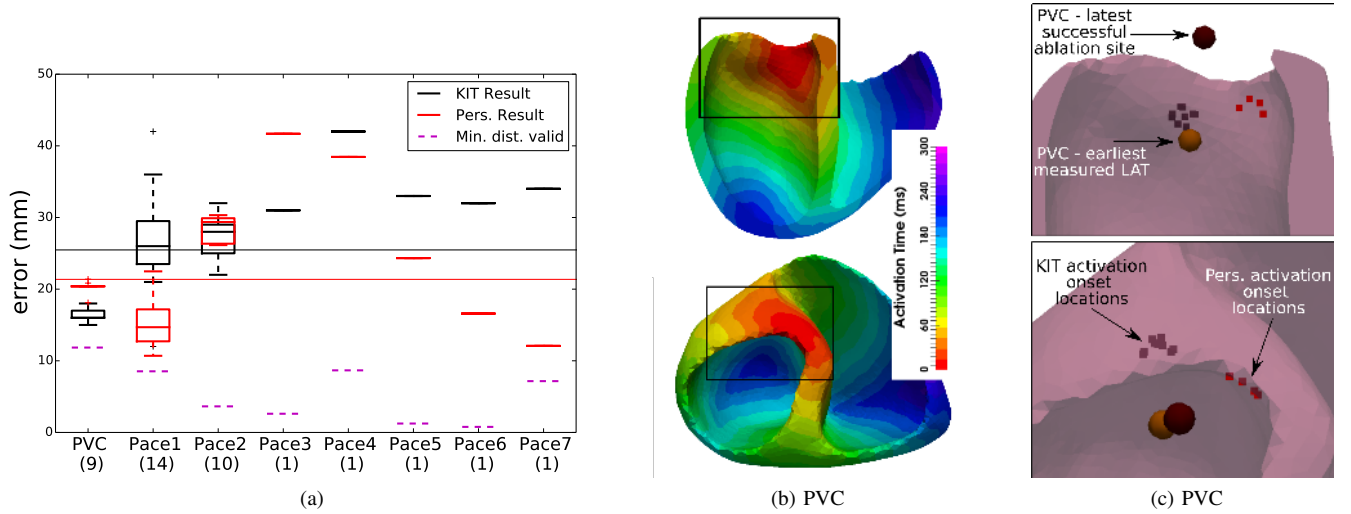 50
40
30
20
10
0
error (mm)
KIT Result
Pers. Result
Min. dist. valid
PVC
(9)
Pace1
(14)
Pace2
(10)
Pace3
(1)
Pace4
(1)
Pace5
(1)
Pace6
(1)
Pace7
(1)
(a)
Activation Time (ms)
300
240
180
120
60
0
(b) PVC
PVC - latest
successful
ablation site
PVC - earliest
measured LAT
KIT activation
onset
locations
Pers. activation
onset
locations
(c) PVC